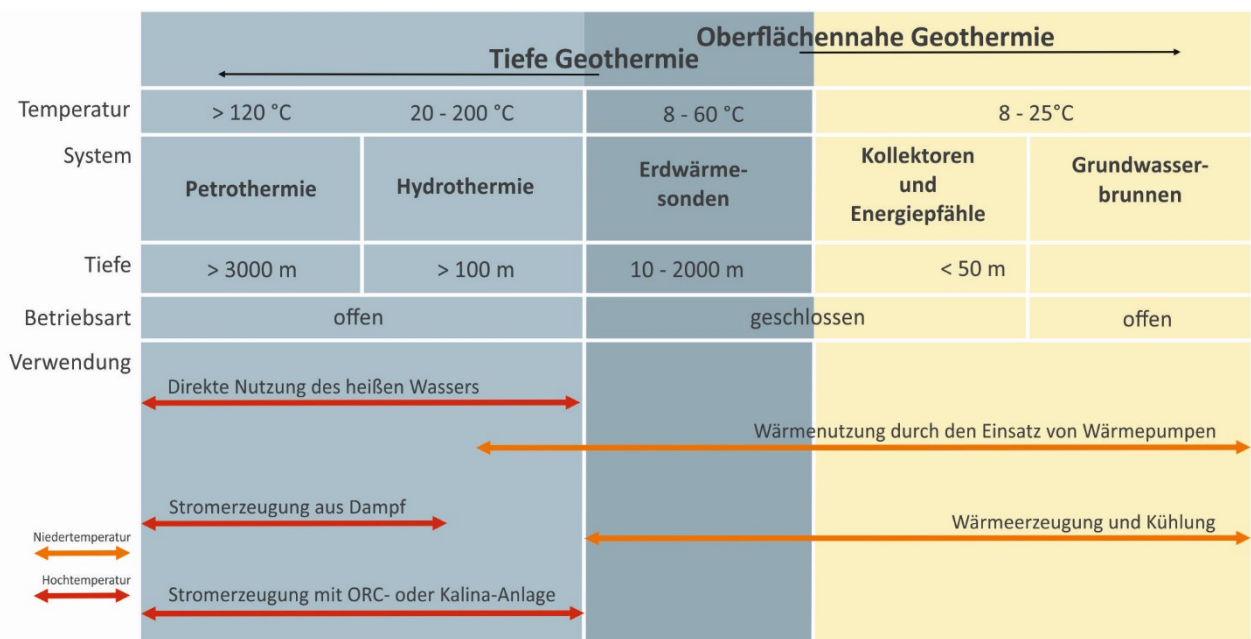 Oberflächennahe Geothermie
Tiefe Geothermie
Temperatur > 120 °C 20 - 200 °C 8 - 60 °C 8 - 25°C
System
Petrothermie
Hydrothermie
Erdwärme-
sonden
Kollektoren
und
Energiepfähle
Grundwasser-
brunnen
Tiefe > 3000 m > 100 m 10 - 2000 m < 50 m
Betriebsart offen geschlossen offen
Verwendung
Direkte Nutzung des heißen Wassers
Wärmenutzung durch den Einsatz von Wärmepumpen
Stromerzeugung aus Dampf
Wärmeerzeugung und Kühlung
Niedertemperatur
Hochtemperatur
Stromerzeugung mit ORC- oder Kalina-Anlage